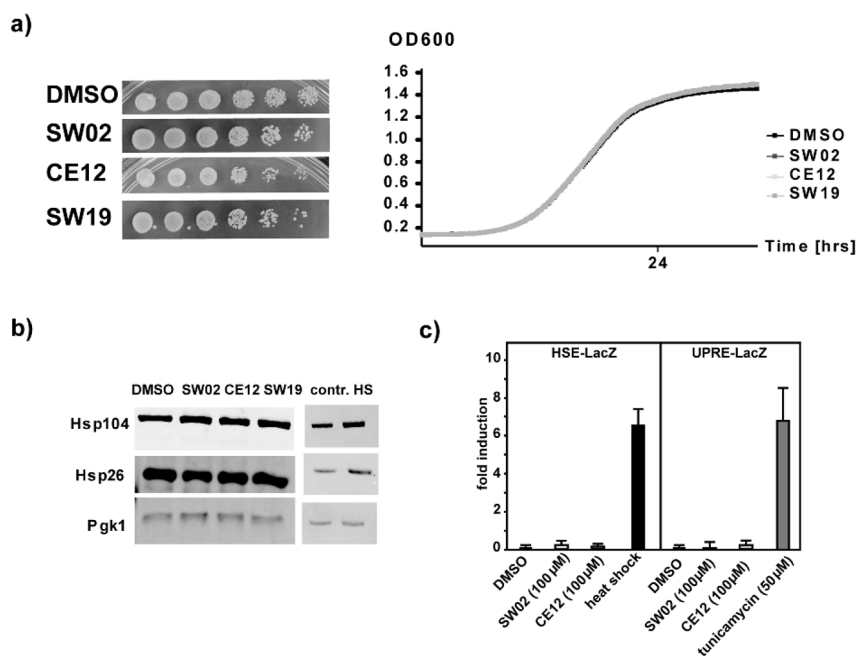 a)
OD600
DMSO
SW02
CE12
SW19
1.6
1.4
1.2
1.0
0.8
0.6
0.4
0.2
DMSO
SW02
CE12
SW19
Time [hrs]
24
b)
DMSO SW02 CE12 SW19 contr. HS
Hsp104
Hsp26
Pgk1
c)
HSE-LacZ UPRE-LacZ
fold induction
10
8
6
4
2
0
DMSO
SW02 (100µM)
CE12 (100µM)
heat shock
DMSO
SW02 (100µM)
CE12 (100µM)
tunicamycin (50µM)